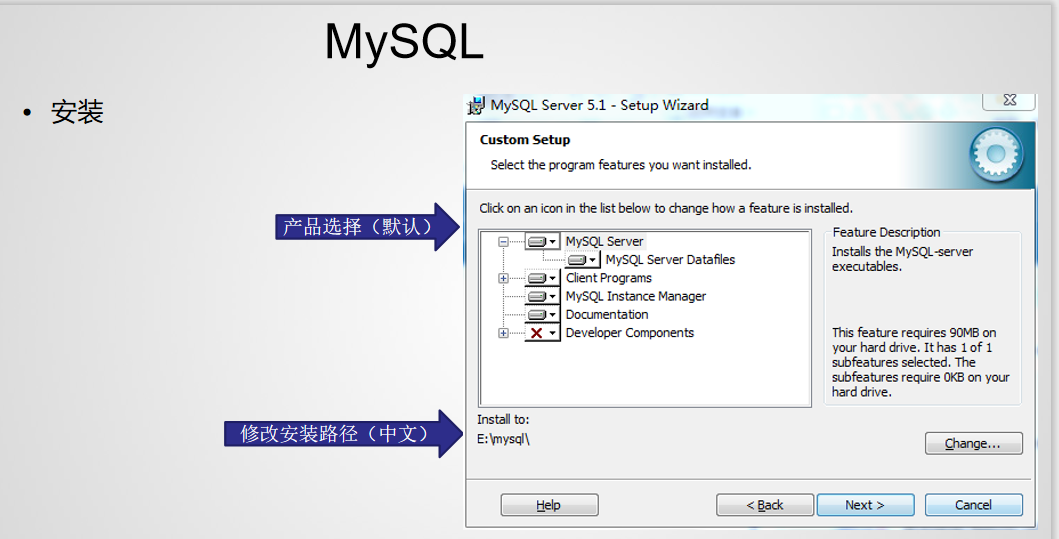 MySQL
• 安装
MySQL Server 5.1 - Setup Wizard
Custom Setup
Select the program features you want installed.
Click on an icon in the list below to change how a feature is installed.
产品选择（默认）
MySQL Server
MySQL Server Datafiles
Client Programs
MySQL Instance Manager
Documentation
Developer Components
Feature Description
Installs the MySQL-server
executables.
This feature requires 90MB on
your hard drive. It has 1 of 1
subfeatures selected. The
subfeatures require 0KB on your
hard drive.
修改安装路径（中文）
Install to:
E:\mysql\
Change...
Help
< Back
Next >
Cancel